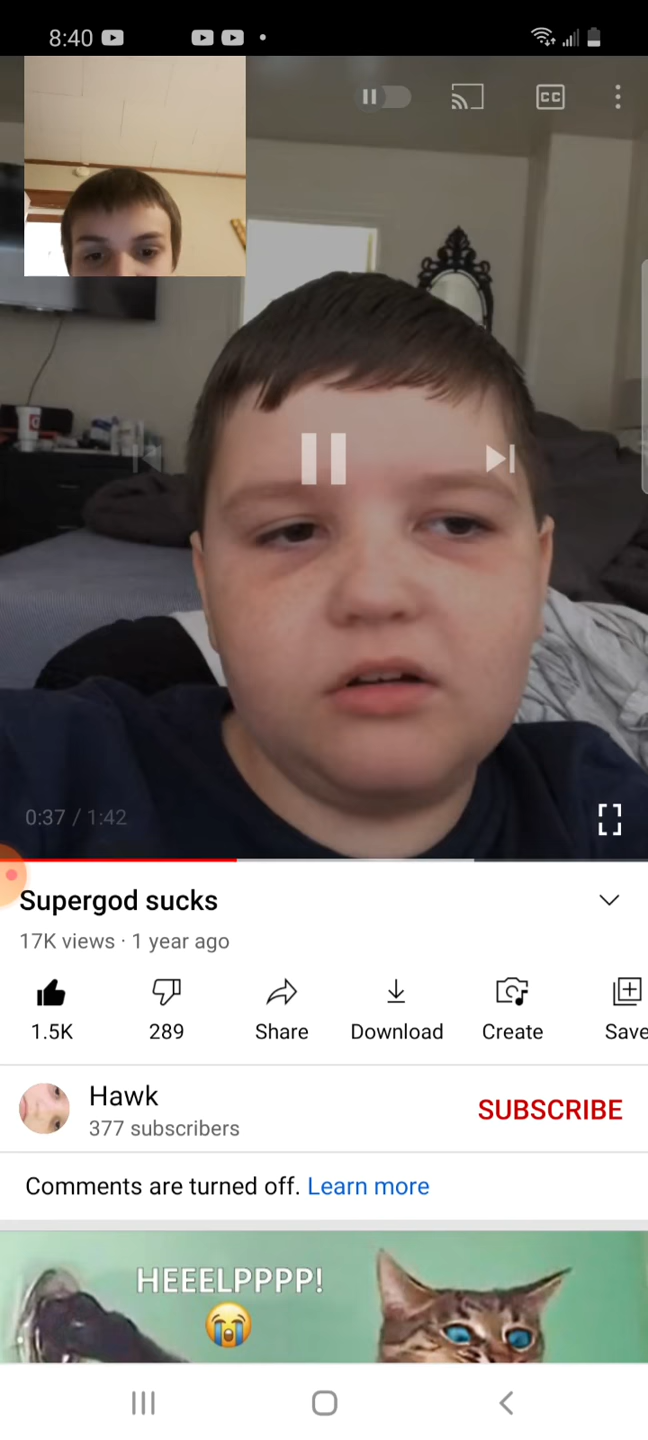 8:40
CC
0:37 / 1:42
Supergod sucks
17K views · 1 year ago
1.5K
289
Share
Download
Create
Save
Hawk
377 subscribers
SUBSCRIBE
Comments are turned off. Learn more
HEEELPPPP!